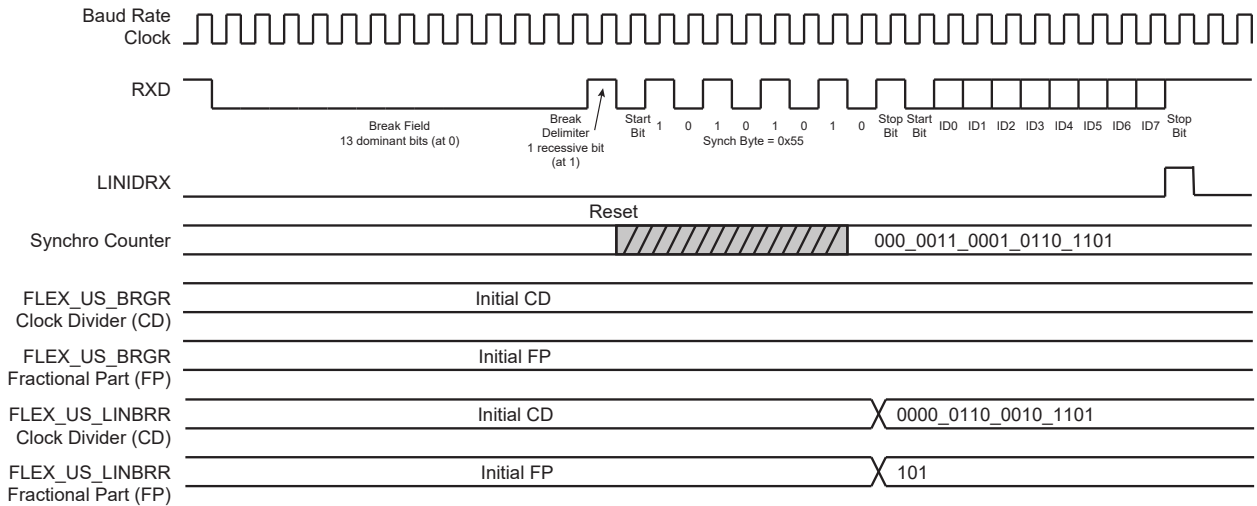 Baud Rate
Clock
RXD
Break Field
13 dominant bits (at 0)
Break
Delimiter
1 recessive bit
(at 1)
Start
Bit
1 0 1 0 1 0 1 0
Synch Byte = 0x55
Stop
Bit
Start
Bit
ID0 ID1 ID2 ID3 ID4 ID5 ID6 ID7
Stop
Bit
LINIDRX
Reset
Synchro Counter
000_0011_0001_0110_1101
FLEX_US_BRGR
Clock Divider (CD)
Initial CD
FLEX_US_BRGR
Fractional Part (FP)
Initial FP
FLEX_US_LINBRR
Clock Divider (CD)
Initial CD
0000_0110_0010_1101
FLEX_US_LINBRR
Fractional Part (FP)
Initial FP
101